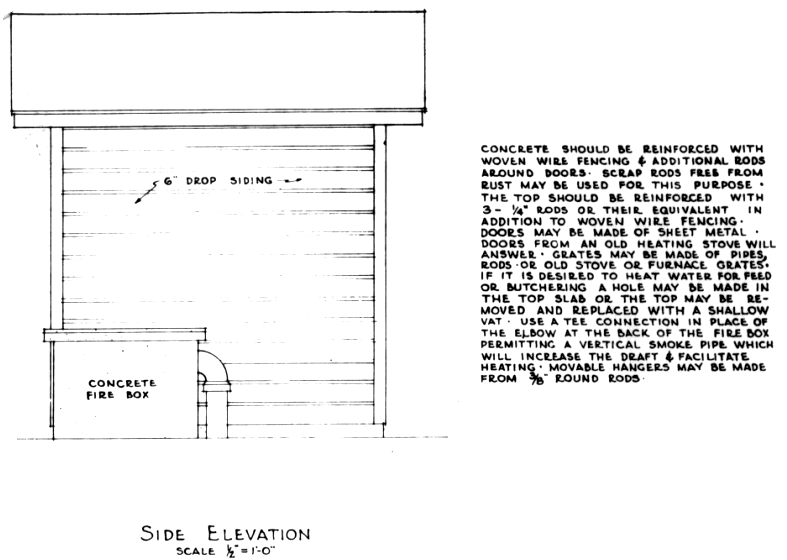 6" DROP SIDING
CONCRETE
FIRE BOX
SIDE ELEVATION
SCALE ½" = 1'-0"
CONCRETE SHOULD BE REINFORCED WITH
WOVEN WIRE FENCING & ADDITIONAL RODS
AROUND DOORS. SCRAP RODS FREE FROM
RUST MAY BE USED FOR THIS PURPOSE.
THE TOP SHOULD BE REINFORCED WITH
3 - ¼" RODS OR THEIR EQUIVALENT IN
ADDITION TO WOVEN WIRE FENCING.
DOORS MAY BE MADE OF SHEET METAL.
DOORS FROM AN OLD HEATING STOVE WILL
ANSWER. GRATES MAY BE MADE OF PIPES,
RODS OR OLD STOVE OR FURNACE GRATES.
IF IT IS DESIRED TO HEAT WATER FOR FEED
OR BUTCHERING A HOLE MAY BE MADE IN
THE TOP SLAB OR THE TOP MAY BE RE-
MOVED AND REPLACED WITH A SHALLOW
VAT. USE A TEE CONNECTION IN PLACE OF
THE ELBOW AT THE BACK OF THE FIRE BOX
PERMITTING A VERTICAL SMOKE PIPE WHICH
WILL INCREASE THE DRAFT & FACILITATE
HEATING. MOVABLE HANGERS MAY BE MADE
FROM ⅜" ROUND RODS.